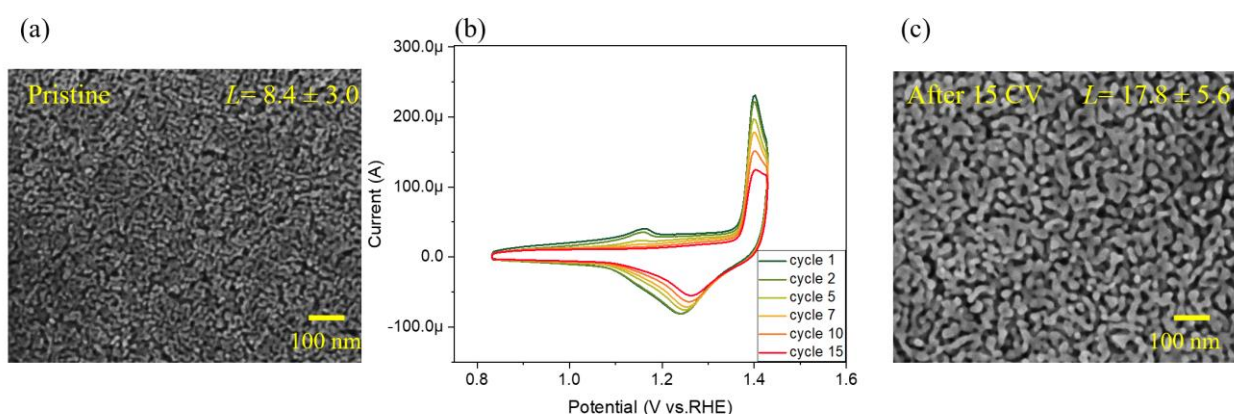 (a)
Pristine L= 8.4 ± 3.0
100 nm
(b)
300.0µ
200.0µ
100.0µ
0.0
-100.0µ
Current (A)
0.8 1.0 1.2 1.4 1.6
Potential (V vs.RHE)
cycle 1
cycle 2
cycle 5
cycle 7
cycle 10
cycle 15
(c)
After 15 CV L= 17.8 ± 5.6
100 nm